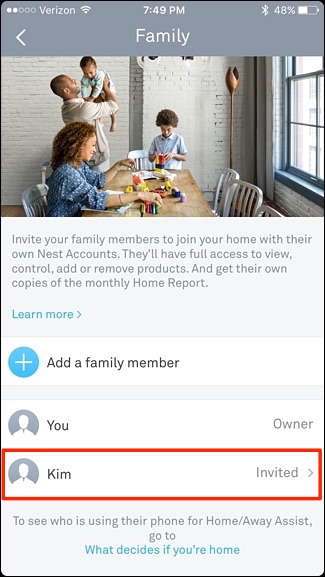 Verizon 7:49 PM 48%
Family
Invite your family members to join your home with their
own Nest Accounts. They'll have full access to view,
control, add or remove products. And get their own
copies of the monthly Home Report.
Learn more >
Add a family member
You Owner
Kim Invited >
To see who is using their phone for Home/Away Assist,
go to
What decides if you're home